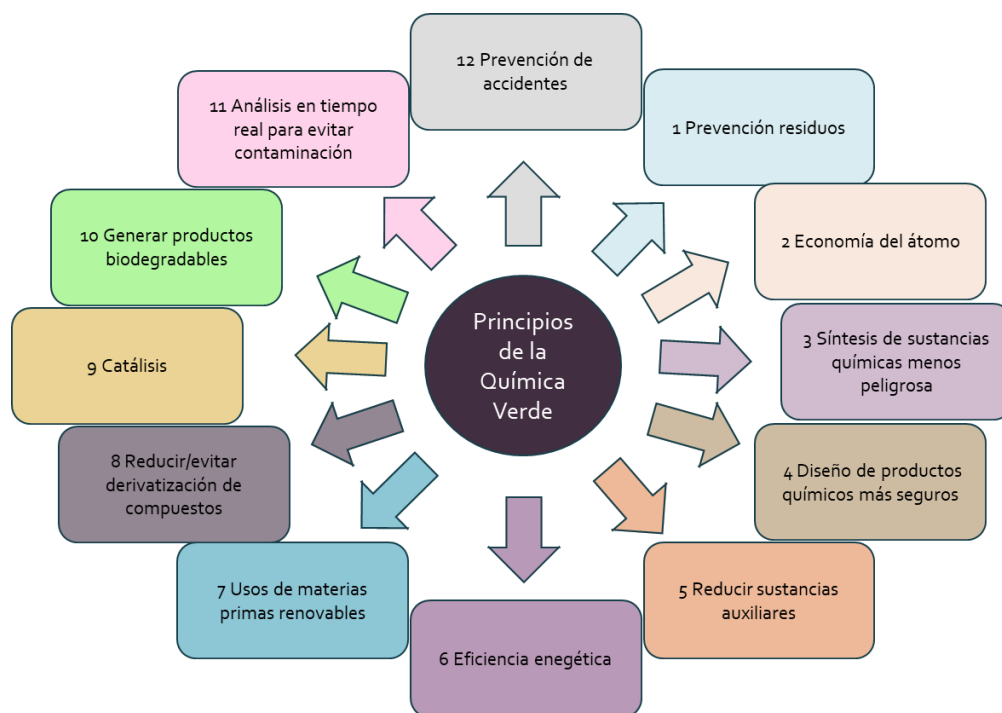 Principios
de la
Química
Verde
1 Prevención residuos
2 Economía del átomo
3 Síntesis de sustancias
químicas menos
peligrosa
4 Diseño de productos
químicos más seguros
5 Reducir sustancias
auxiliares
6 Eficiencia enegética
7 Usos de materias
primas renovables
8 Reducir/evitar
derivatización de
compuestos
9 Catálisis
10 Generar productos
biodegradables
11 Análisis en tiempo
real para evitar
contaminación
12 Prevención de
accidentes